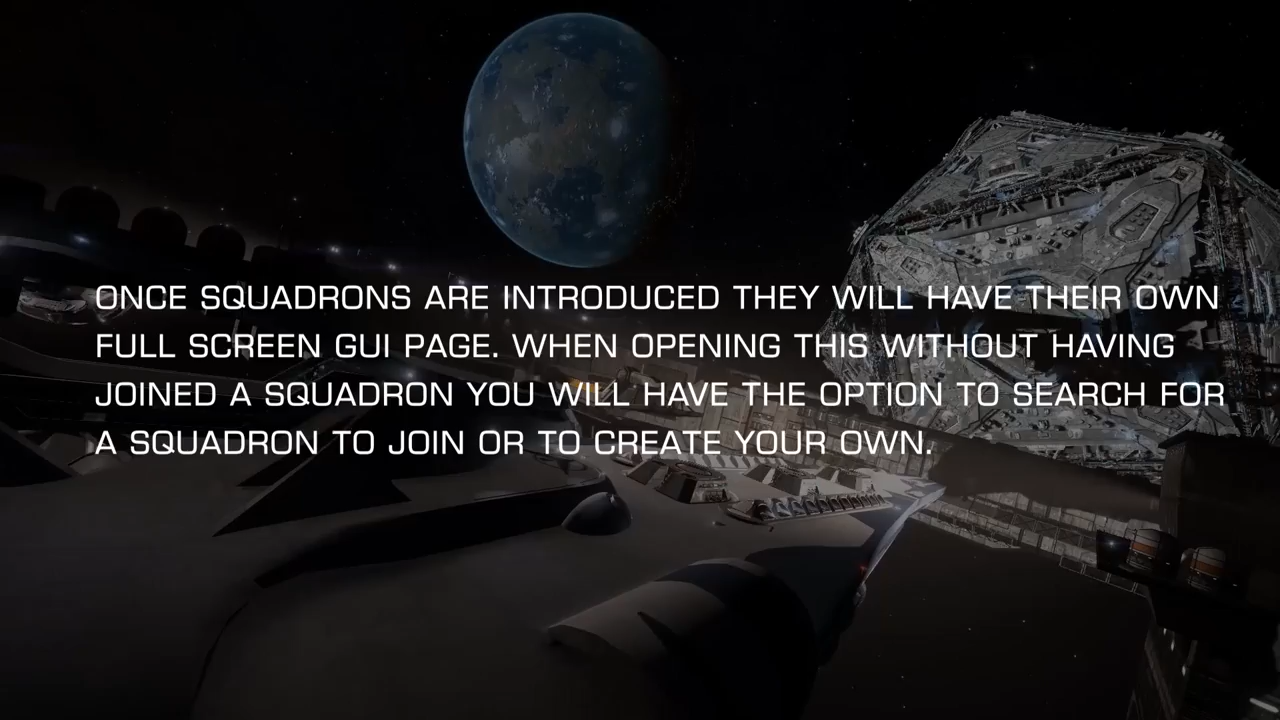 ONCE SQUADRONS ARE INTRODUCED THEY WILL HAVE THEIR OWN
FULL SCREEN GUI PAGE. WHEN OPENING THIS WITHOUT HAVING
JOINED A SQUADRON YOU WILL HAVE THE OPTION TO SEARCH FOR
A SQUADRON TO JOIN OR TO CREATE YOUR OWN.